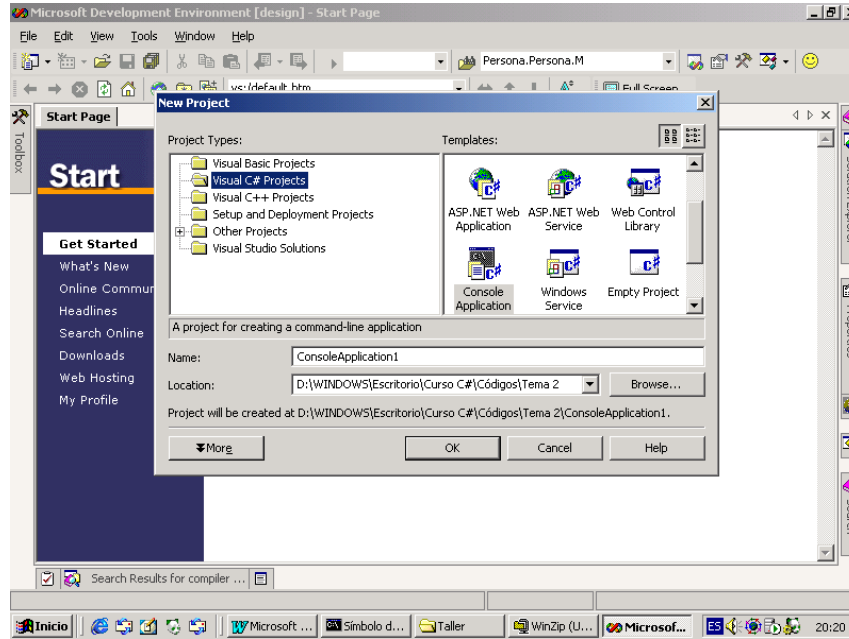 Microsoft Development Environment [design] - Start Page
File Edit View Tools Window Help
Persona.Persona.M
vs:/default.htm Full Screen
Start Page
Toolbox
Start
Get Started
What's New
Online Commun
Headlines
Search Online
Downloads
Web Hosting
My Profile
New Project
Project Types: Templates:
Visual Basic Projects
Visual C# Projects
Visual C++ Projects
Setup and Deployment Projects
Other Projects
Visual Studio Solutions
ASP.NET Web Application
ASP.NET Web Service
Web Control Library
Console Application
Windows Service
Empty Project
A project for creating a command-line application
Name: ConsoleApplication1
Location: D:\WINDOWS\Escritorio\Curso C#\Códigos\Tema 2 Browse...
Project will be created at D:\WINDOWS\Escritorio\Curso C#\Códigos\Tema 2\ConsoleApplication1.
More OK Cancel Help
Search Results for compiler ...
Inicio Microsoft ... Símbolo d... Taller WinZip (U... Microsof... ES 20:20